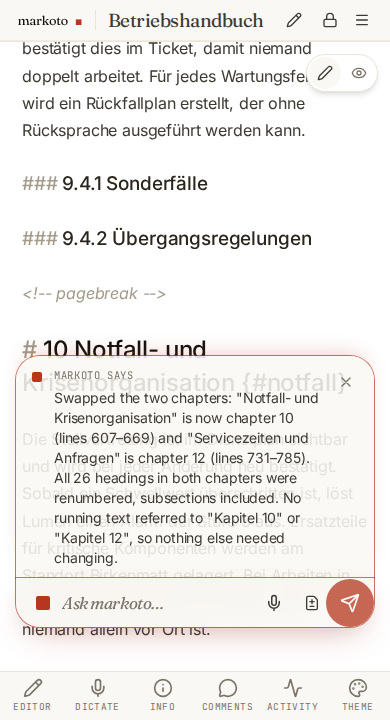 markoto
Betriebshandbuch
bestätigt dies im Ticket, damit niemand
doppelt arbeitet. Für jedes
wird ein Rückfallplan erstellt, der ohne
Rücksprache ausgeführt werden kann.
### 9.4.1 Sonderfälle
### 9.4.2 Übergangsregelungen
<!-- pagebreak -->
# 10 Notfall- und
Krisenorganisation {#notfall}
MARKOTO SAYS
Swapped the two chapters: "Notfall- und
Krisenorganisation" is now chapter 10
(lines 607–669) and "Servicezeiten und
Anfragen" is chapter 12 (lines 731–785).
All 26 headings in both chapters were
renumbered, subsections included. No
running text referred to "Kapitel 10" or
"Kapitel 12", so nothing else needed
changing.
Ask markoto...
niemand allein vor Ort ist.
EDITOR
DICTATE
INFO
COMMENTS
ACTIVITY
THEME